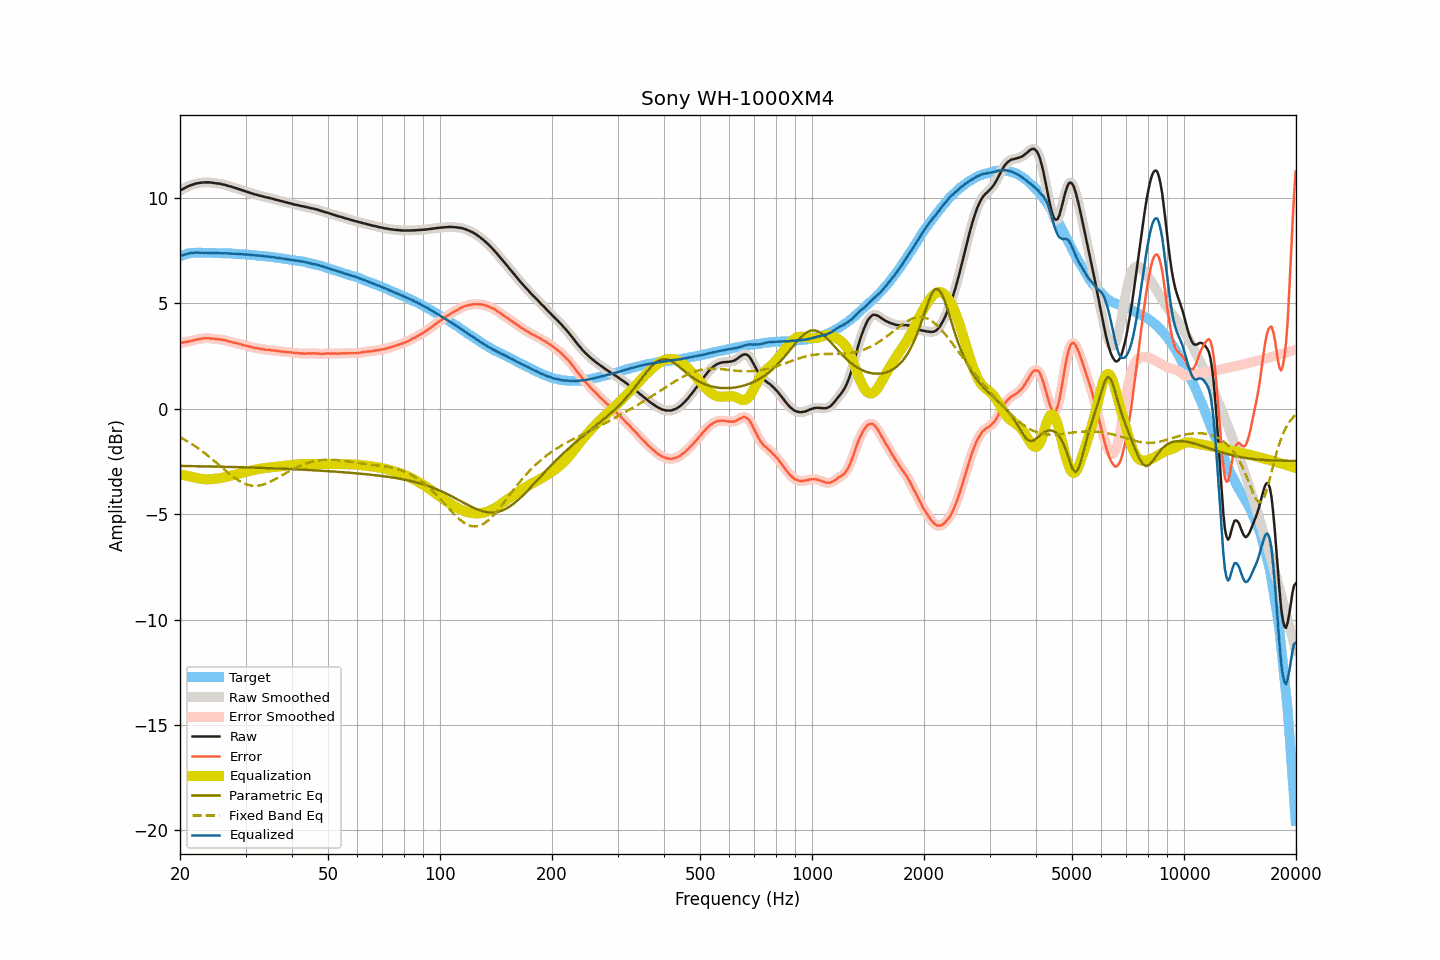 Sony WH-1000XM4
10
5
0
−5
−10
−15
−20
Amplitude (dBr)
Target
Raw Smoothed
Error Smoothed
Raw
Error
Equalization
Parametric Eq
Fixed Band Eq
Equalized
20 50 100 200 500 1000 2000 5000 10000 20000
Frequency (Hz)